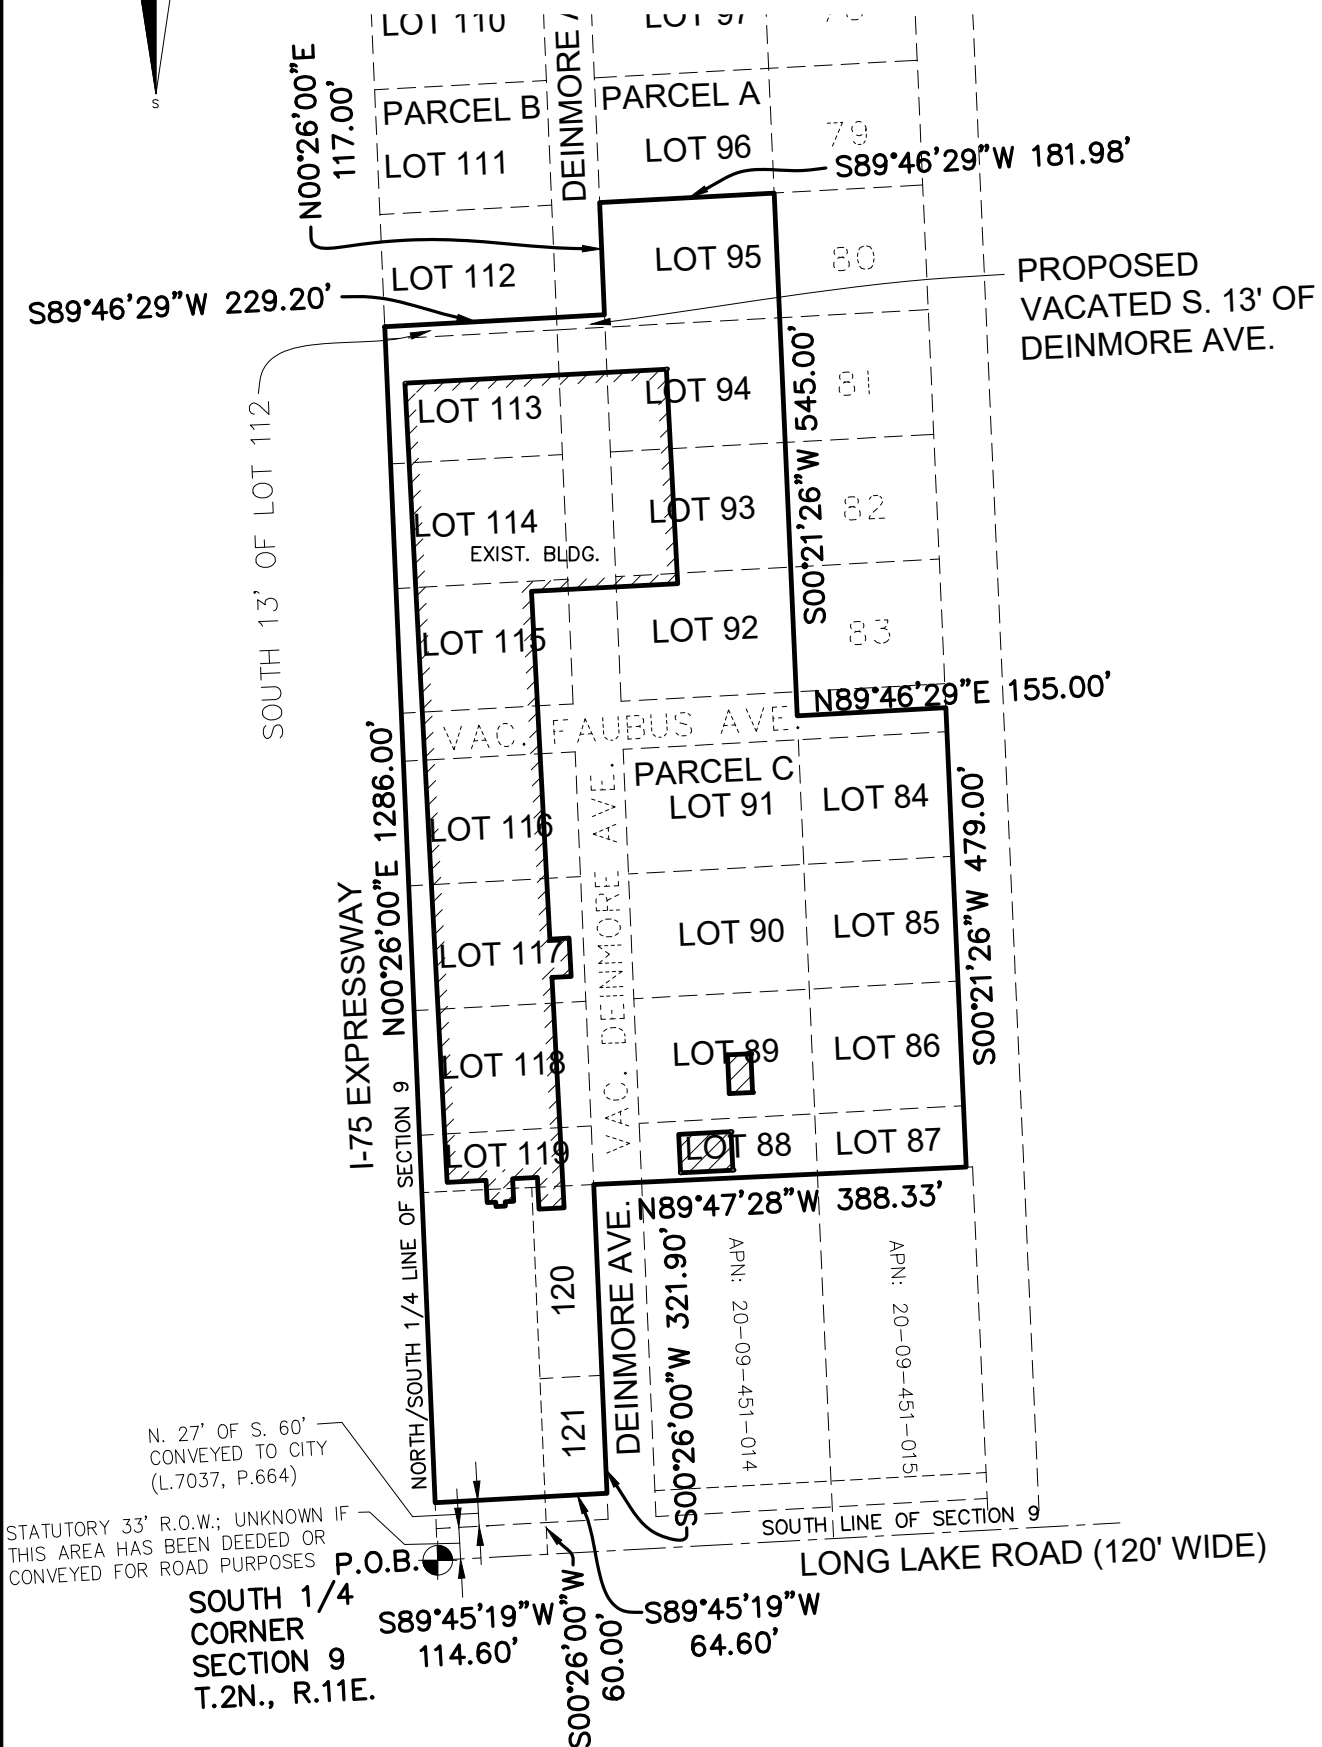 S
LOT 110
DEINMORE
LOT 97
N00°26'00"E
117.00'
PARCEL B
LOT 111
PARCEL A
LOT 96
79
S89°46'29"W 181.98'
LOT 112
LOT 95
80
PROPOSED
VACATED S. 13' OF
DEINMORE AVE.
S89°46'29"W 229.20'
SOUTH 13' OF LOT 112
LOT 113
LOT 94
81
S00°21'26"W 545.00'
LOT 114
EXIST. BLDG.
LOT 93
82
LOT 115
LOT 92
83
N89°46'29"E 155.00'
VAC. FAUBUS AVE.
I-75 EXPRESSWAY
N00°26'00"E 1286.00'
PARCEL C
LOT 91
LOT 84
LOT 116
VAC. DEINMORE AVE.
S00°21'26"W 479.00'
LOT 117
LOT 90
LOT 85
LOT 118
LOT 89
LOT 86
LOT 119
LOT 88
LOT 87
N89°47'28"W 388.33'
NORTH/SOUTH 1/4 LINE OF SECTION 9
120
121
DEINMORE AVE.
S00°26'00"W 321.90'
APN: 20-09-451-014
APN: 20-09-451-015
N. 27' OF S. 60'
CONVEYED TO CITY
(L.7037, P.664)
STATUTORY 33' R.O.W.; UNKNOWN IF
THIS AREA HAS BEEN DEEDED OR
CONVEYED FOR ROAD PURPOSES
P.O.B.
SOUTH 1/4
CORNER
SECTION 9
T.2N., R.11E.
S89°45'19"W
114.60'
S00°26'00"W
60.00'
S89°45'19"W
64.60'
SOUTH LINE OF SECTION 9
LONG LAKE ROAD (120' WIDE)